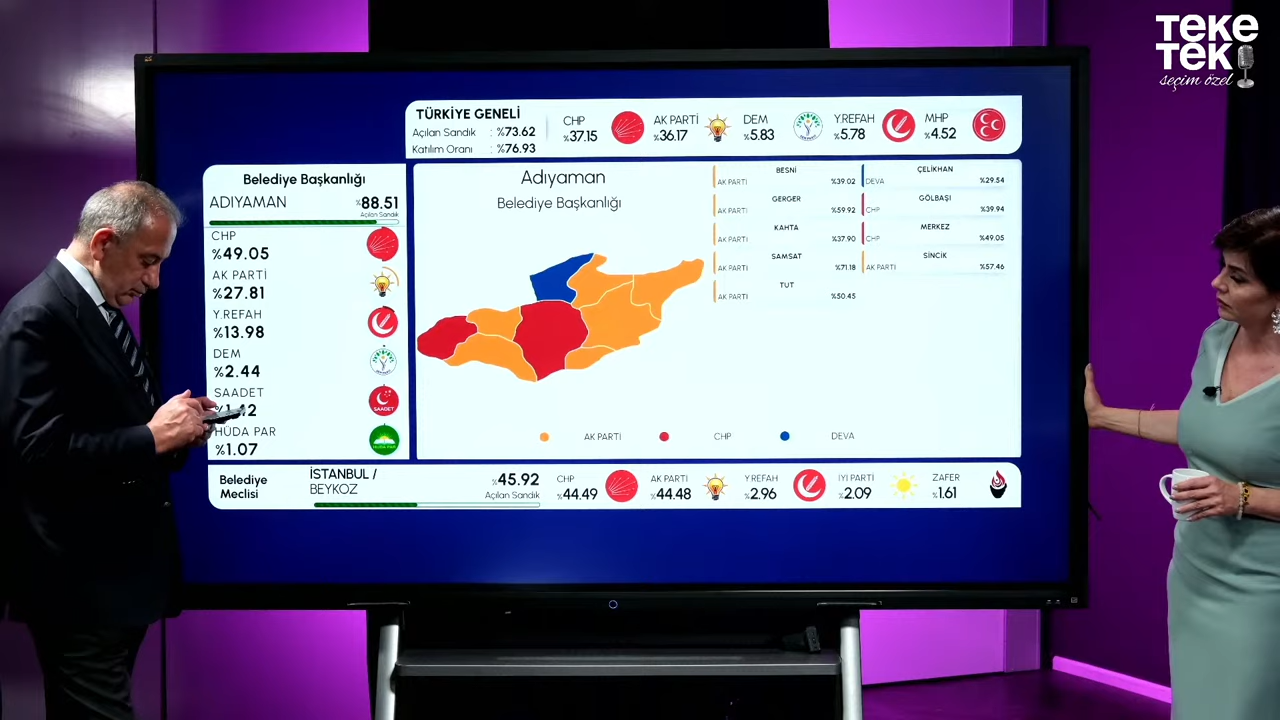 TEKE
TEK
seçim özel
TÜRKİYE GENELİ
Açılan Sandık : %73.62
Katılım Oranı : %76.93
CHP
%37.15
AK PARTİ
%36.17
DEM
%5.83
Y.REFAH
%5.78
MHP
%4.52
Belediye Başkanlığı
ADIYAMAN %88.51
Açılan Sandık
CHP
%49.05
AK PARTİ
%27.81
Y.REFAH
%13.98
DEM
%2.44
SAADET
SAADET
HÜDA PAR
%1.07
HÜDA PAR
Adıyaman
Belediye Başkanlığı
BESNİ
AK PARTİ %39.02
GERGER
AK PARTİ %59.92
KAHTA
AK PARTİ %37.90
SAMSAT
AK PARTİ %71.18
TUT
AK PARTİ %50.45
ÇELİKHAN
DEVA %29.54
GÖLBAŞI
CHP %39.94
MERKEZ
CHP %49.05
SİNCİK
AK PARTİ %57.46
AK PARTİ CHP DEVA
Belediye
Meclisi
İSTANBUL /
BEYKOZ
%45.92
Açılan Sandık
CHP
%44.49
AK PARTİ
%44.48
Y.REFAH
%2.96
İYİ PARTİ
%2.09
ZAFER
%1.61